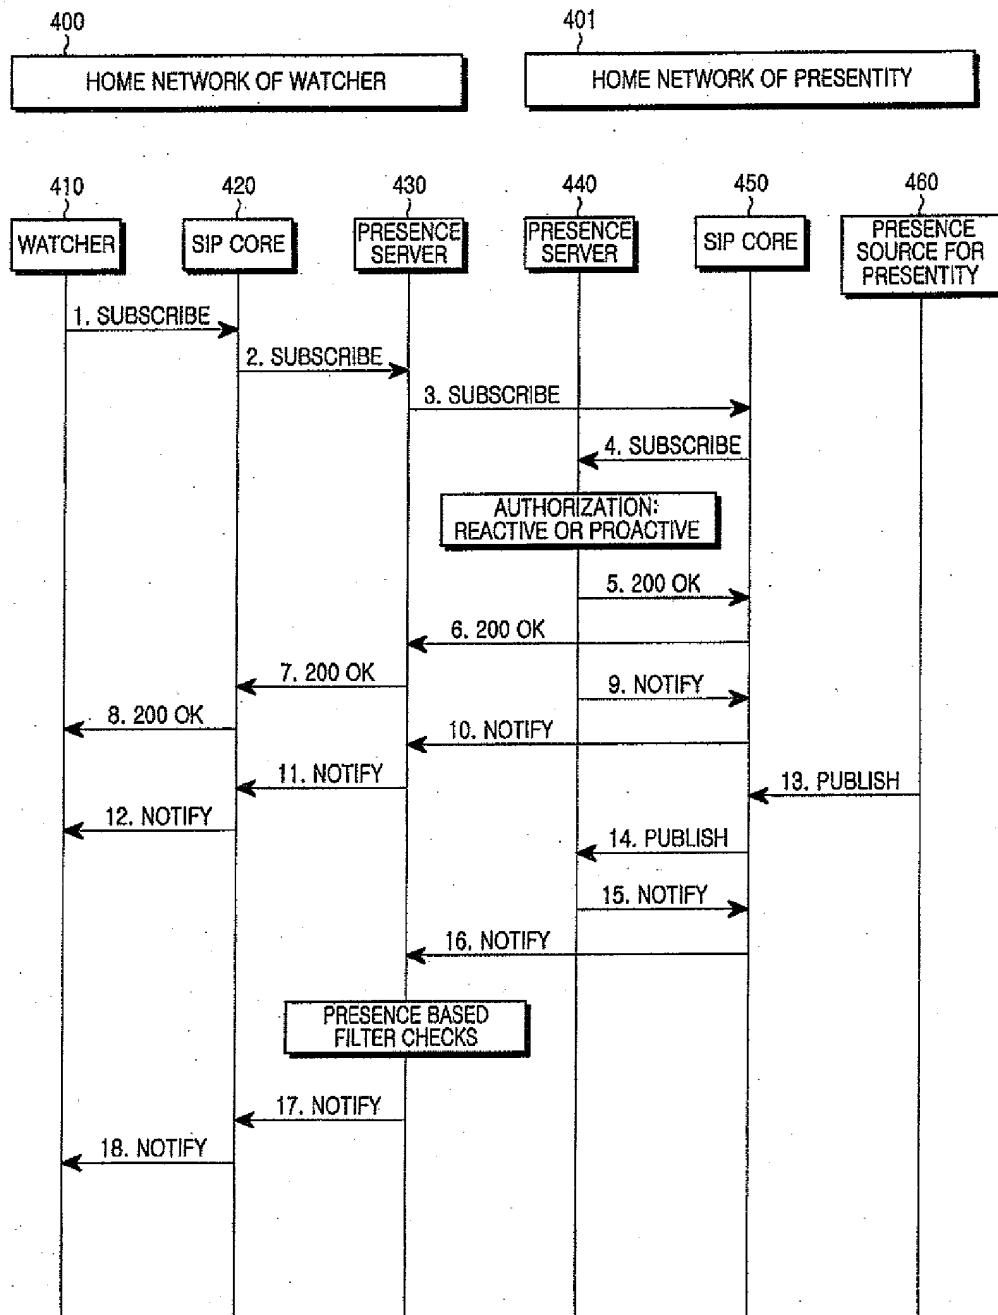 400
401
HOME NETWORK OF WATCHER
HOME NETWORK OF PRESENTITY
410
420
430
440
450
460
WATCHER
SIP CORE
PRESENCE
SERVER
PRESENCE
SERVER
SIP CORE
PRESENCE
SOURCE FOR
PRESENTITY
1. SUBSCRIBE
2. SUBSCRIBE
3. SUBSCRIBE
4. SUBSCRIBE
AUTHORIZATION:
REACTIVE OR PROACTIVE
5. 200 OK
6. 200 OK
7. 200 OK
9. NOTIFY
8. 200 OK
10. NOTIFY
11. NOTIFY
13. PUBLISH
12. NOTIFY
14. PUBLISH
15. NOTIFY
16. NOTIFY
PRESENCE BASED
FILTER CHECKS
17. NOTIFY
18. NOTIFY